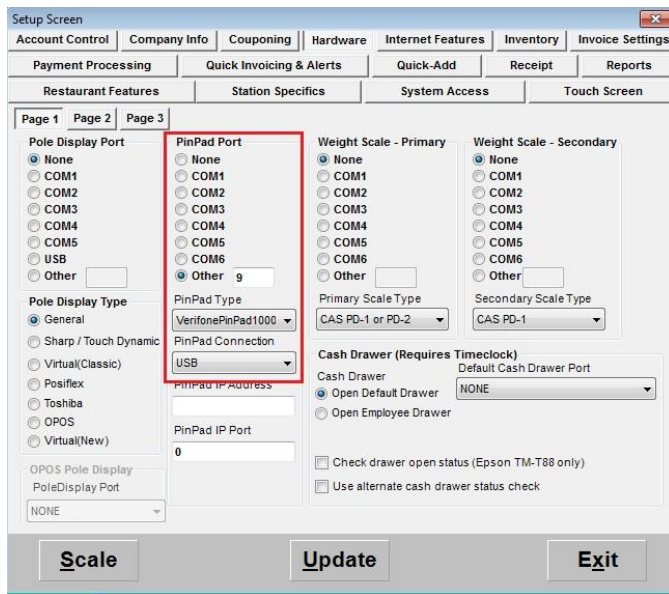 Setup Screen
Account Control Company Info Couponing Hardware Internet Features Inventory Invoice Settings
Payment Processing Quick Invoicing & Alerts Quick-Add Receipt Reports
Restaurant Features Station Specifics System Access Touch Screen
Page 1 Page 2 Page 3
Pole Display Port
None
COM1
COM2
COM3
COM4
COM5
USB
Other
Pole Display Type
General
Sharp / Touch Dynamic
Virtual(Classic)
Posiflex
Toshiba
OPOS
Virtual(New)
OPOS Pole Display
PoleDisplay Port
NONE
PinPad Port
None
COM1
COM2
COM3
COM4
COM5
COM6
Other 9
PinPad Type
VerifonePinPad1000
PinPad Connection
USB
PinPad IP Address
PinPad IP Port
0
Weight Scale - Primary
None
COM1
COM2
COM3
COM4
COM5
COM6
Other
Primary Scale Type
CAS PD-1 or PD-2
Weight Scale - Secondary
None
COM1
COM2
COM3
COM4
COM5
COM6
Other
Secondary Scale Type
CAS PD-1
Cash Drawer (Requires Timeclock)
Cash Drawer
Open Default Drawer
Open Employee Drawer
Default Cash Drawer Port
NONE
Check drawer open status (Epson TM-T88 only)
Use alternate cash drawer status check
Scale Update Exit